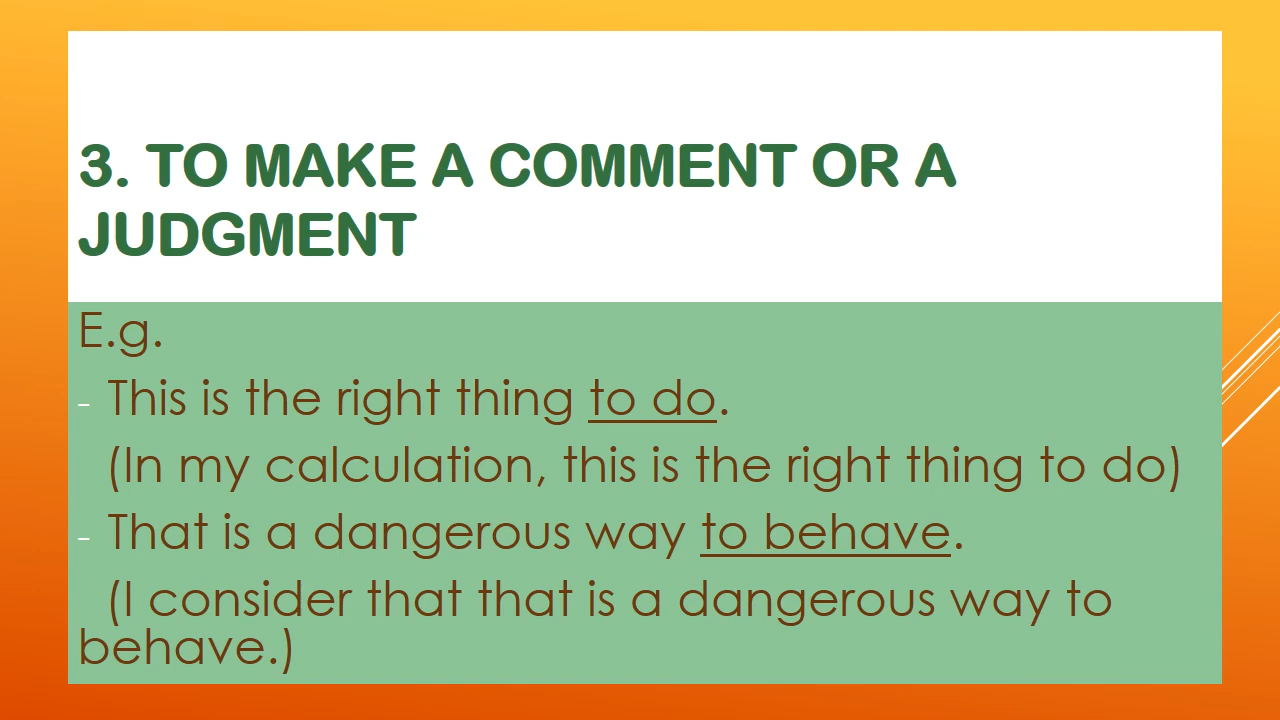 3. TO MAKE A COMMENT OR A
JUDGMENT
E.g.
- This is the right thing to do.
(In my calculation, this is the right thing to do)
- That is a dangerous way to behave.
(I consider that that is a dangerous way to
behave.)